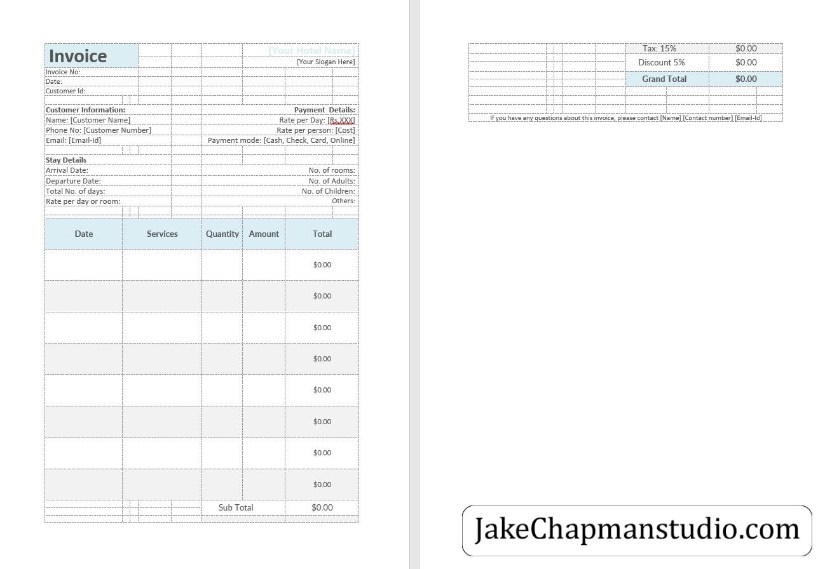 Invoice
[Your Hotel Name]
[Your Slogan Here]
Invoice No:
Date:
Customer Id:
Customer Information: Payment Details:
Name: [Customer Name] Rate per Day: [Rs.XXX]
Phone No: [Customer Number] Rate per person: [Cost]
Email: [Email-Id] Payment mode: [Cash, Check, Card, Online]
Stay Details
Arrival Date: No. of rooms:
Departure Date: No. of Adults:
Total No. of days: No. of Children:
Rate per day or room: Others:
Date Services Quantity Amount Total
$0.00
$0.00
$0.00
$0.00
$0.00
$0.00
$0.00
$0.00
Sub Total $0.00
Tax: 15% $0.00
Discount 5% $0.00
Grand Total $0.00
If you have any questions about this invoice, please contact [Name] [Contact number] [Email-Id]
JakeChapmanstudio.com